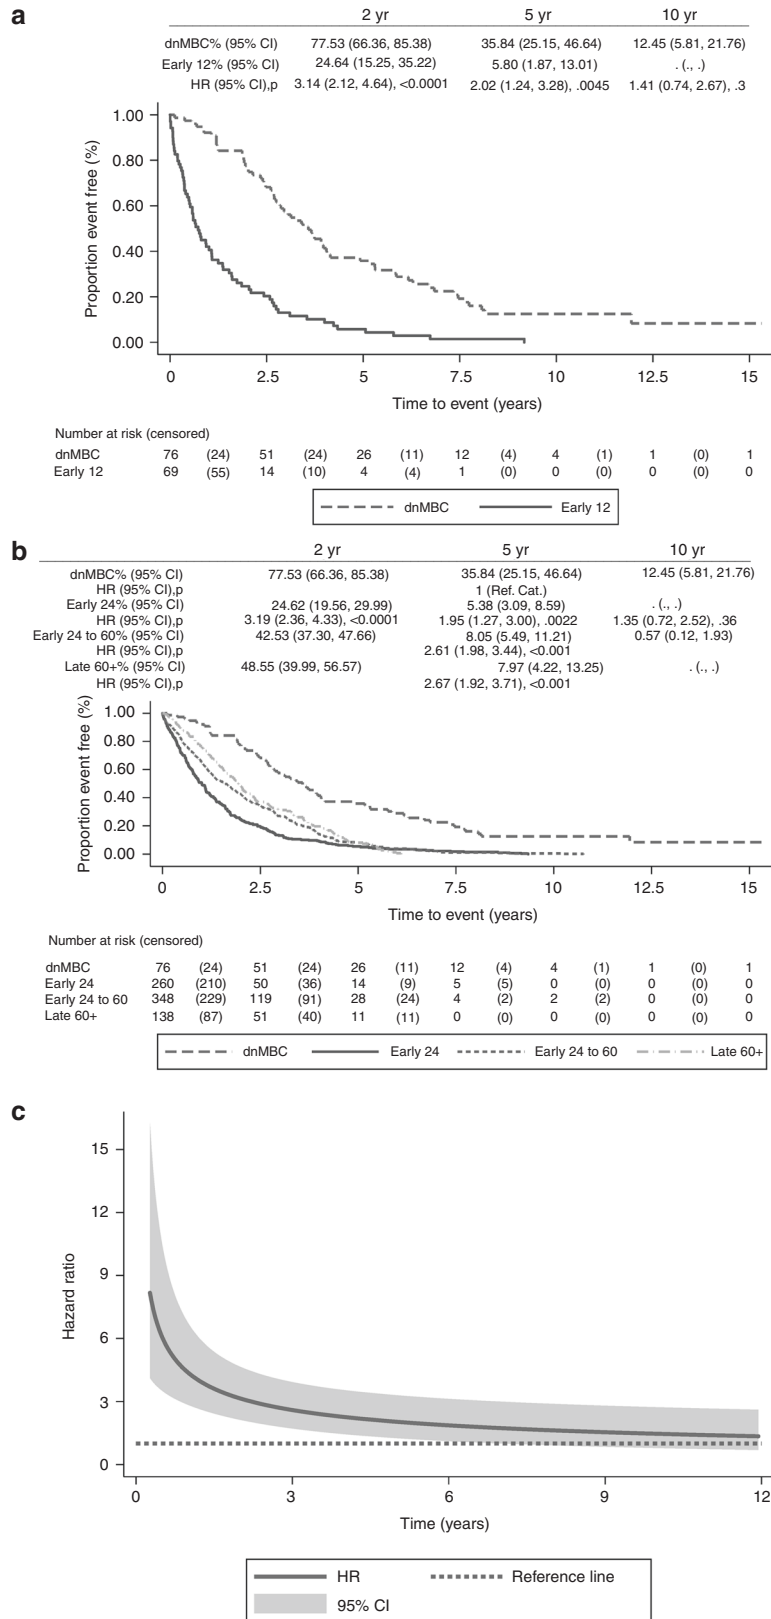 a
2 yr 5 yr 10 yr
dnMBC% (95% CI) 77.53 (66.36, 85.38) 35.84 (25.15, 46.64) 12.45 (5.81, 21.76)
Early 12% (95% CI) 24.64 (15.25, 35.22) 5.80 (1.87, 13.01) . (., .)
HR (95% CI),p 3.14 (2.12, 4.64), <0.0001 2.02 (1.24, 3.28), .0045 1.41 (0.74, 2.67), .3
Proportion event free (%)
1.00
0.80
0.60
0.40
0.20
0.00
0 2.5 5 7.5 10 12.5 15
Time to event (years)
Number at risk (censored)
dnMBC 76 (24) 51 (24) 26 (11) 12 (4) 4 (1) 1 (0) 1
Early 12 69 (55) 14 (10) 4 (4) 1 (0) 0 (0) 0 (0) 0
dnMBC Early 12
b
2 yr 5 yr 10 yr
dnMBC% (95% CI) 77.53 (66.36, 85.38) 35.84 (25.15, 46.64) 12.45 (5.81, 21.76)
HR (95% CI),p 1 (Ref. Cat.)
Early 24% (95% CI) 24.62 (19.56, 29.99) 5.38 (3.09, 8.59) . (., .)
HR (95% CI),p 3.19 (2.36, 4.33), <0.0001 1.95 (1.27, 3.00), .0022 1.35 (0.72, 2.52), .36
Early 24 to 60% (95% CI) 42.53 (37.30, 47.66) 8.05 (5.49, 11.21) 0.57 (0.12, 1.93)
HR (95% CI),p 2.61 (1.98, 3.44), <0.001
Late 60+% (95% CI) 48.55 (39.99, 56.57) 7.97 (4.22, 13.25) . (., .)
HR (95% CI),p 2.67 (1.92, 3.71), <0.001
Proportion event free (%)
1.00
0.80
0.60
0.40
0.20
0.00
0 2.5 5 7.5 10 12.5 15
Time to event (years)
Number at risk (censored)
dnMBC 76 (24) 51 (24) 26 (11) 12 (4) 4 (1) 1 (0) 1
Early 24 260 (210) 50 (36) 14 (9) 5 (5) 0 (0) 0 (0) 0
Early 24 to 60 348 (229) 119 (91) 28 (24) 4 (2) 2 (2) 0 (0) 0
Late 60+ 138 (87) 51 (40) 11 (11) 0 (0) 0 (0) 0 (0) 0
dnMBC Early 24 Early 24 to 60 Late 60+
c
Hazard ratio
15
12
9
6
3
0
0 3 6 9 12
Time (years)
HR Reference line
95% CI